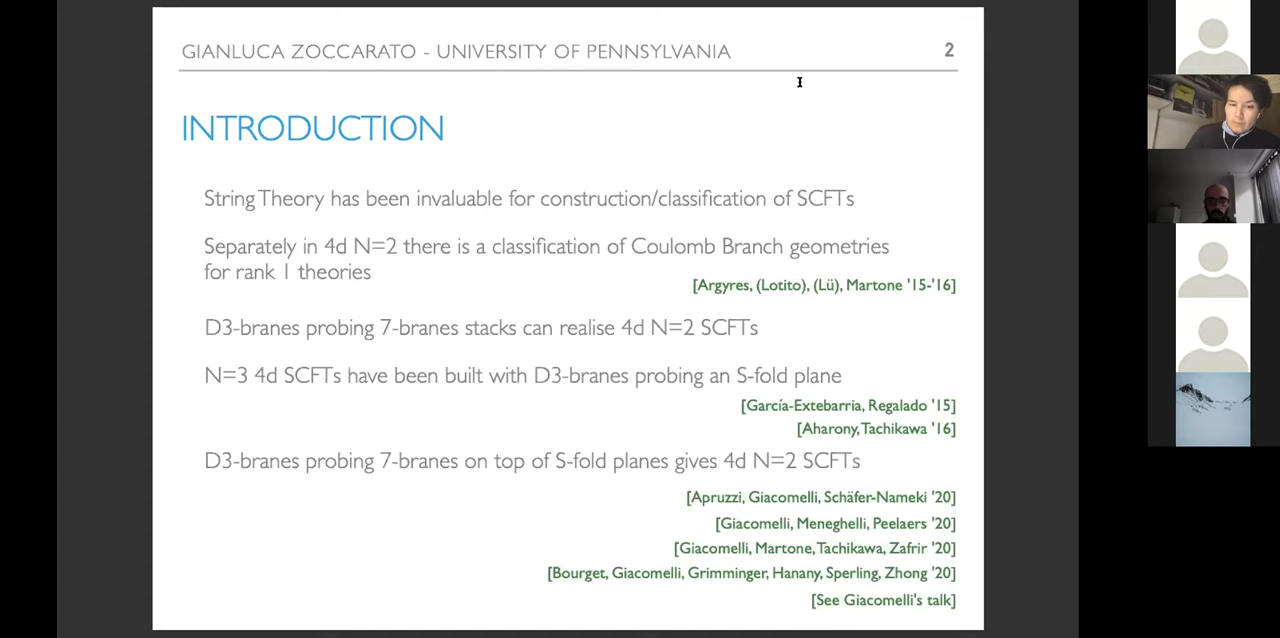 GIANLUCA ZOCCARATO - UNIVERSITY OF PENNSYLVANIA 2
INTRODUCTION
String Theory has been invaluable for construction/classification of SCFTs
Separately in 4d N=2 there is a classification of Coulomb Branch geometries
for rank 1 theories
[Argyres, (Lotito), (Lü), Martone '15-'16]
D3-branes probing 7-branes stacks can realise 4d N=2 SCFTs
N=3 4d SCFTs have been built with D3-branes probing an S-fold plane
[García-Extebarria, Regalado '15]
[Aharony, Tachikawa '16]
D3-branes probing 7-branes on top of S-fold planes gives 4d N=2 SCFTs
[Apruzzi, Giacomelli, Schäfer-Nameki '20]
[Giacomelli, Meneghelli, Peelaers '20]
[Giacomelli, Martone, Tachikawa, Zafrir '20]
[Bourget, Giacomelli, Grimminger, Hanany, Sperling, Zhong '20]
[See Giacomelli's talk]